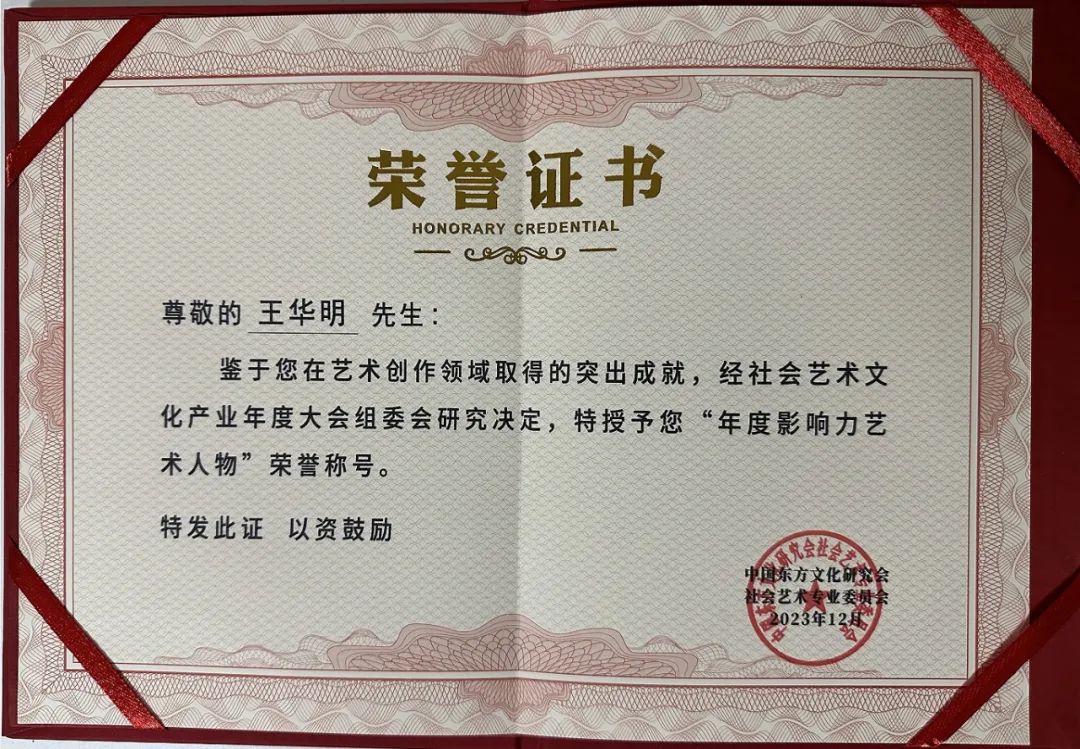 荣誉证书
HONORARY CREDENTIAL
尊敬的 王华明 先生：
鉴于您在艺术创作领域取得的突出成就，经社会艺术文
化产业年度大会组委会研究决定，特授予您“年度影响力艺
术人物”荣誉称号。
特发此证 以资鼓励
中国东方文化研究会
社会艺术专业委员会
2023年12月